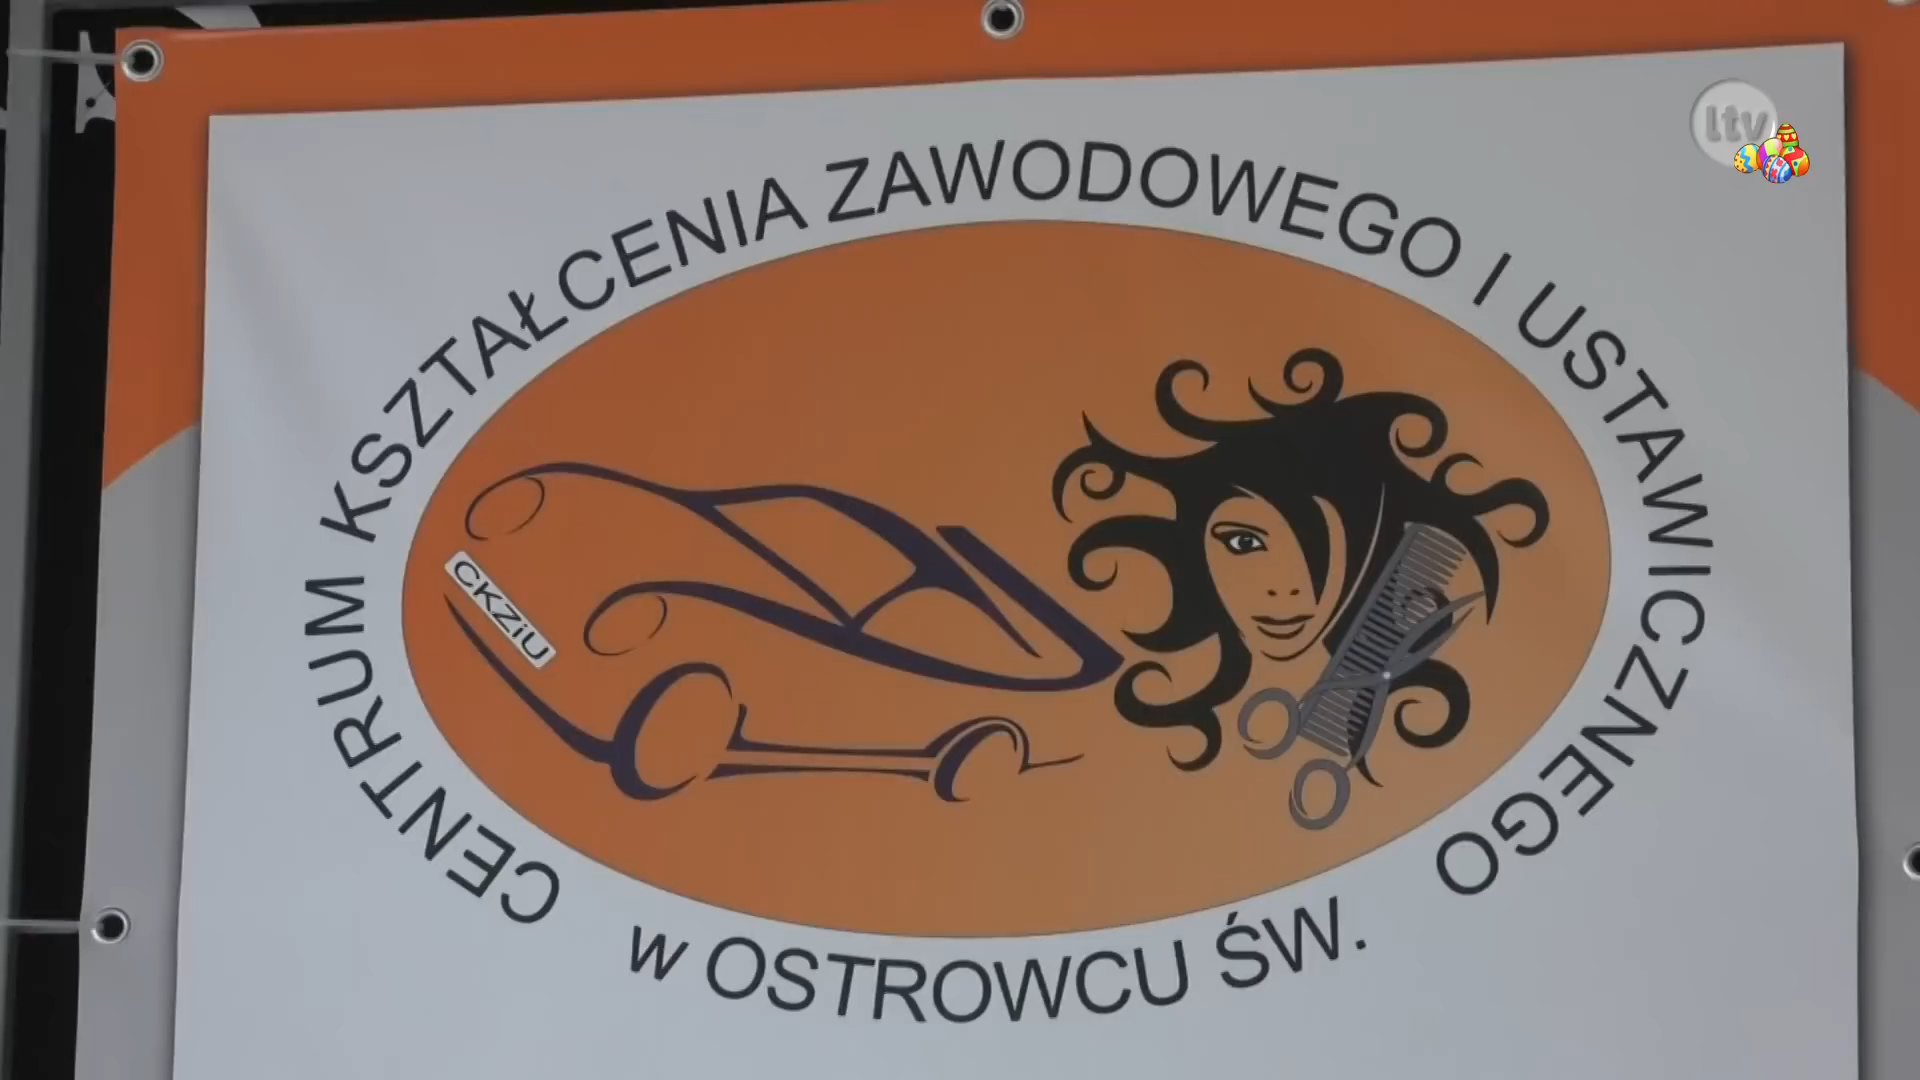 CENTRUM KSZTAŁCENIA ZAWODOWEGO I USTAWICZNEGO
w OSTROWCU ŚW.
CKZiU
ltv